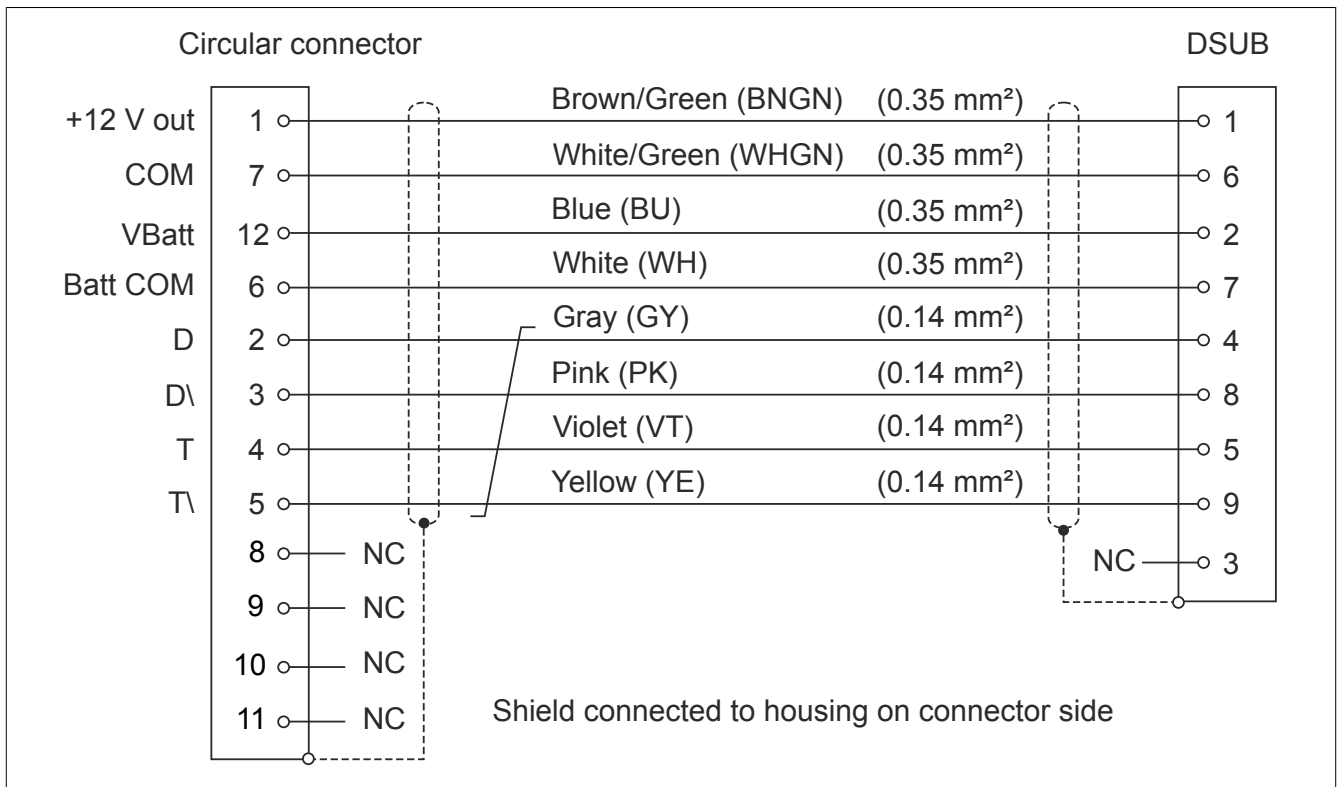 Circular connector DSUB
+12 V out 1 Brown/Green (BNGN) (0.35 mm²) 1
COM 7 White/Green (WHGN) (0.35 mm²) 6
VBatt 12 Blue (BU) (0.35 mm²) 2
Batt COM 6 White (WH) (0.35 mm²) 7
D 2 Gray (GY) (0.14 mm²) 4
D\ 3 Pink (PK) (0.14 mm²) 8
T 4 Violet (VT) (0.14 mm²) 5
T\ 5 Yellow (YE) (0.14 mm²) 9
8 NC NC 3
9 NC
10 NC
11 NC Shield connected to housing on connector side